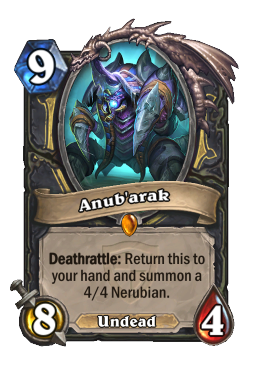 9
Anub'arak
Deathrattle: Return this to
your hand and summon a
4/4 Nerubian.
8
Undead
4